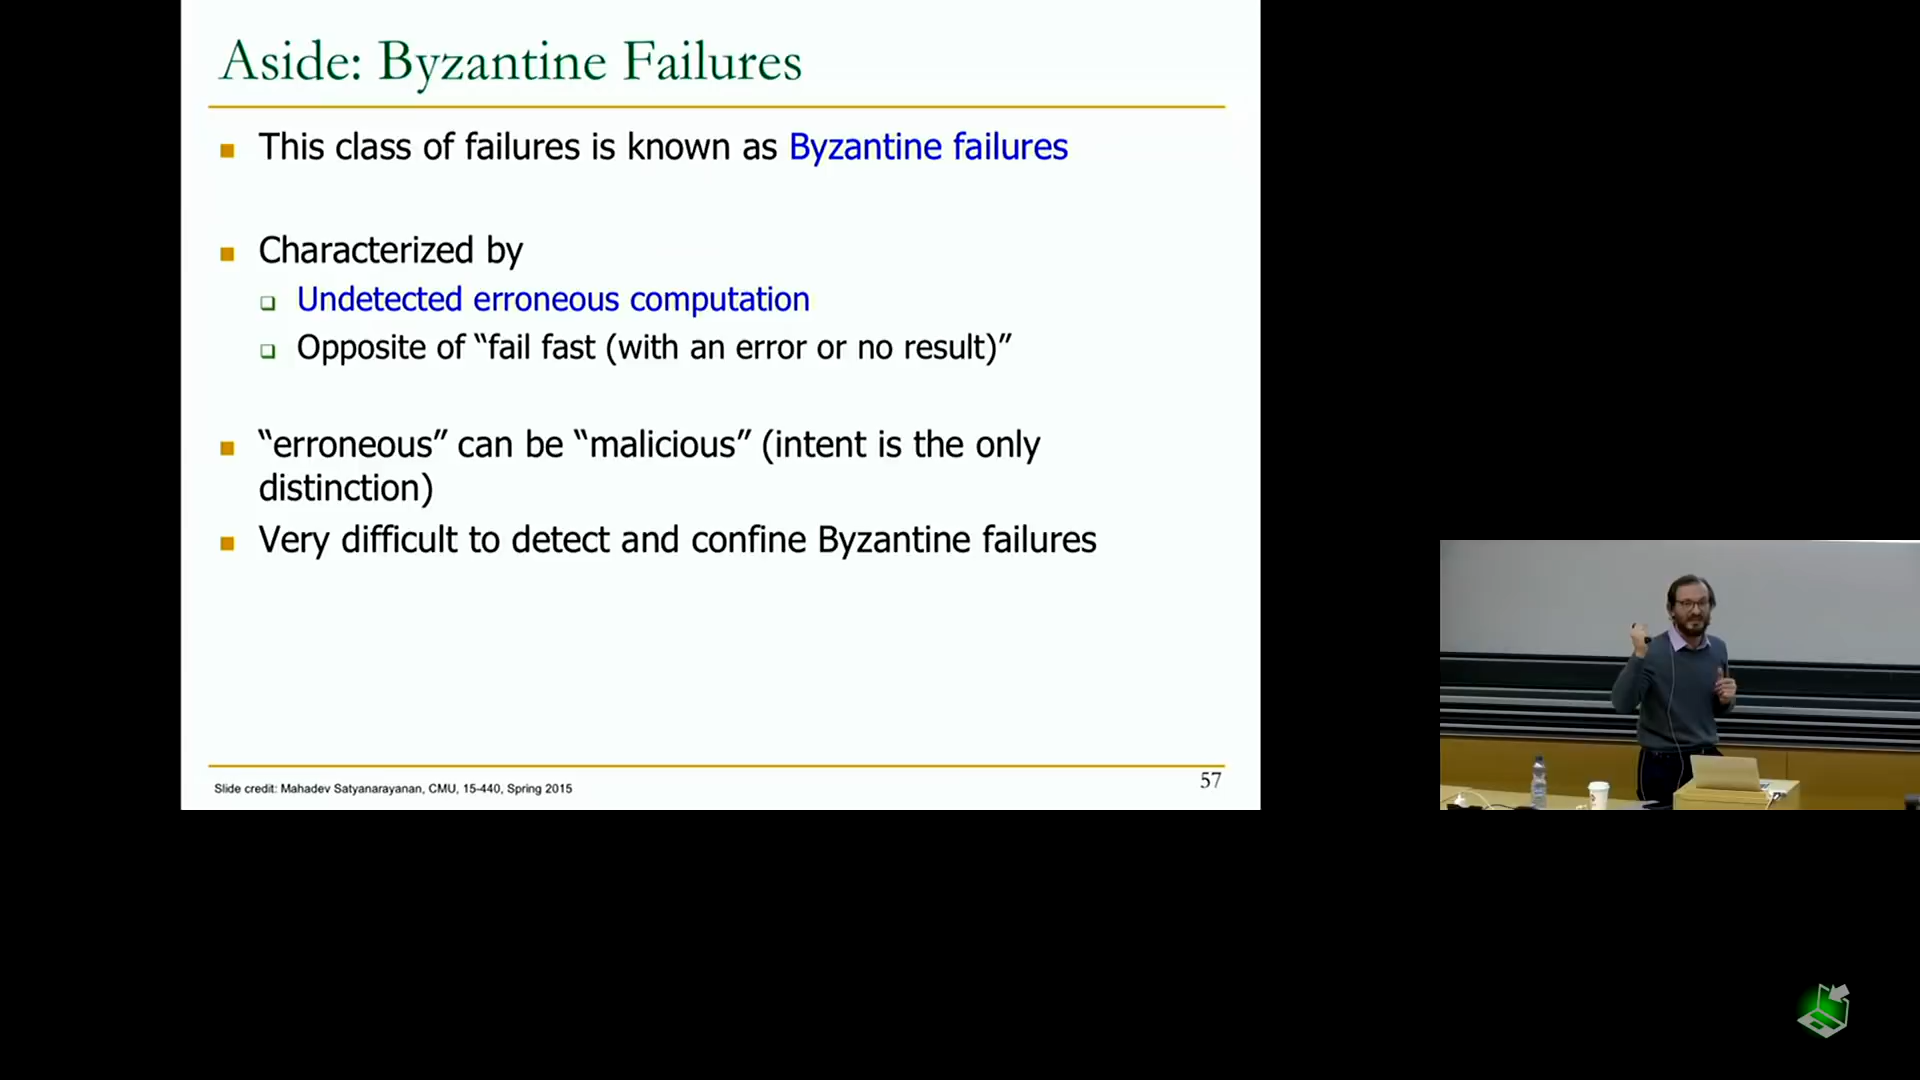 Aside: Byzantine Failures
This class of failures is known as Byzantine failures
Characterized by
Undetected erroneous computation
Opposite of “fail fast (with an error or no result)”
“erroneous” can be “malicious” (intent is the only
distinction)
Very difficult to detect and confine Byzantine failures
Slide credit: Mahadev Satyanarayanan, CMU, 15-440, Spring 2015
57